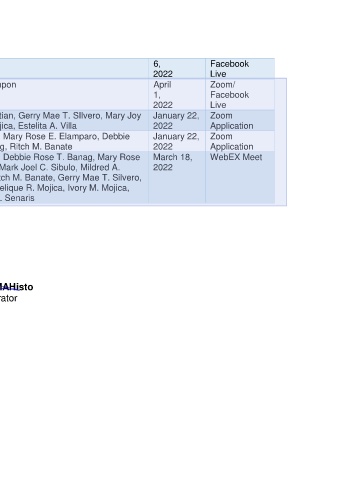 6, Facebook
2022 Live
upon April Zoom/
1, Facebook
2022 Live
tian, Gerry Mae T. SIlvero, Mary Joy January 22, Zoom
jica, Estelita A. Villa 2022 Application
, Mary Rose E. Elamparo, Debbie January 22, Zoom
g, Ritch M. Banate 2022 Application
, Debbie Rose T. Banag, Mary Rose March 18, WebEX Meet
Mark Joel C. Sibulo, Mildred A. 2022
tch M. Banate, Gerry Mae T. Silvero,
elique R. Mojica, Ivory M. Mojica,
. Senaris
MAHisto
rator